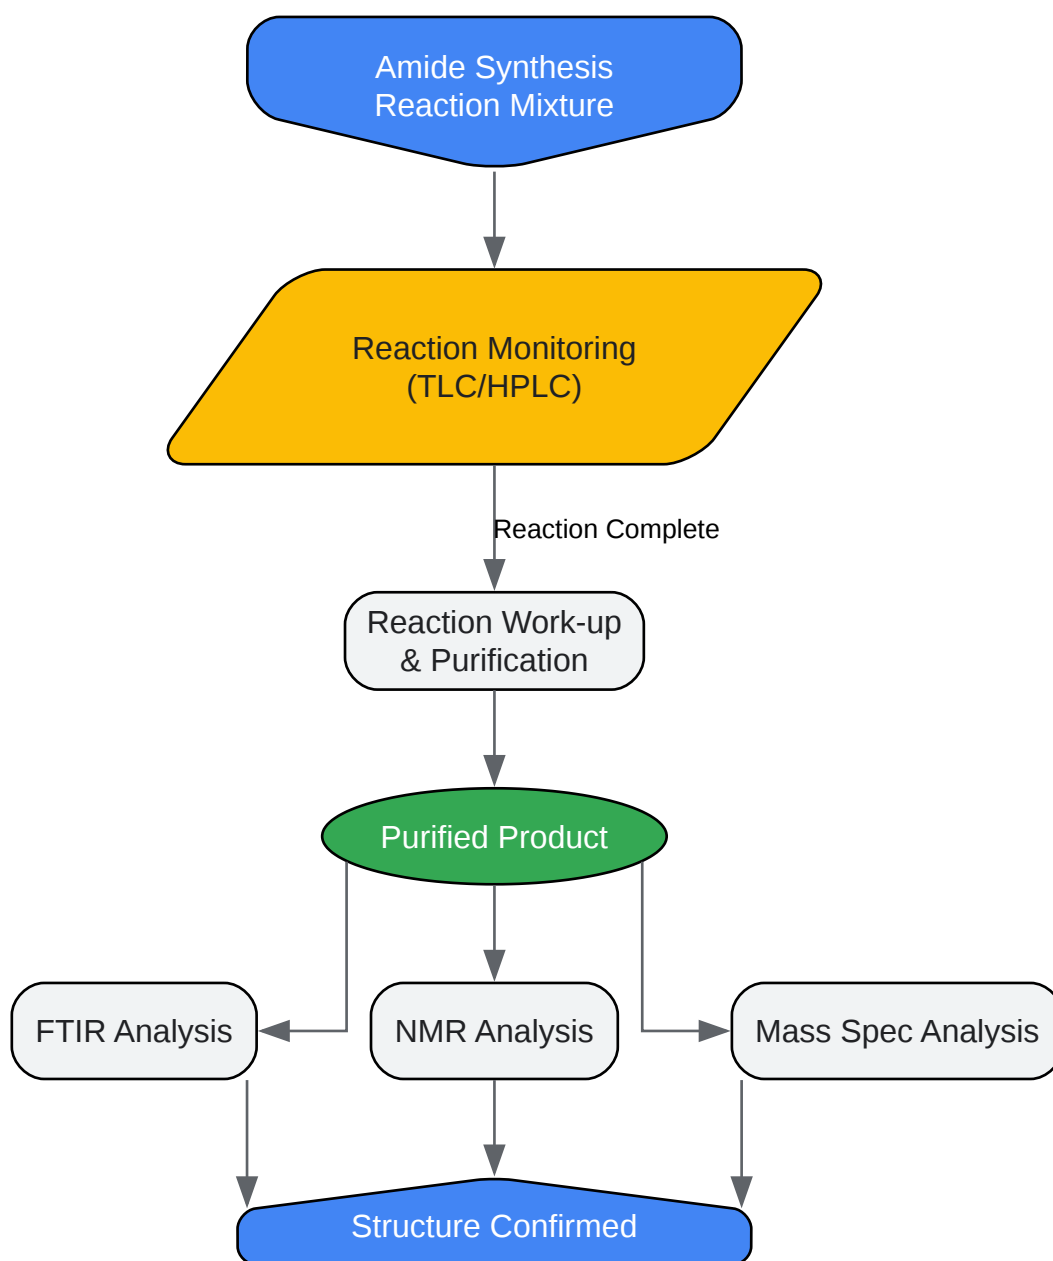 Amide Synthesis
Reaction Mixture
Reaction Monitoring
(TLC/HPLC)
Reaction Complete
Reaction Work-up
& Purification
Purified Product
FTIR Analysis
NMR Analysis
Mass Spec Analysis
Structure Confirmed